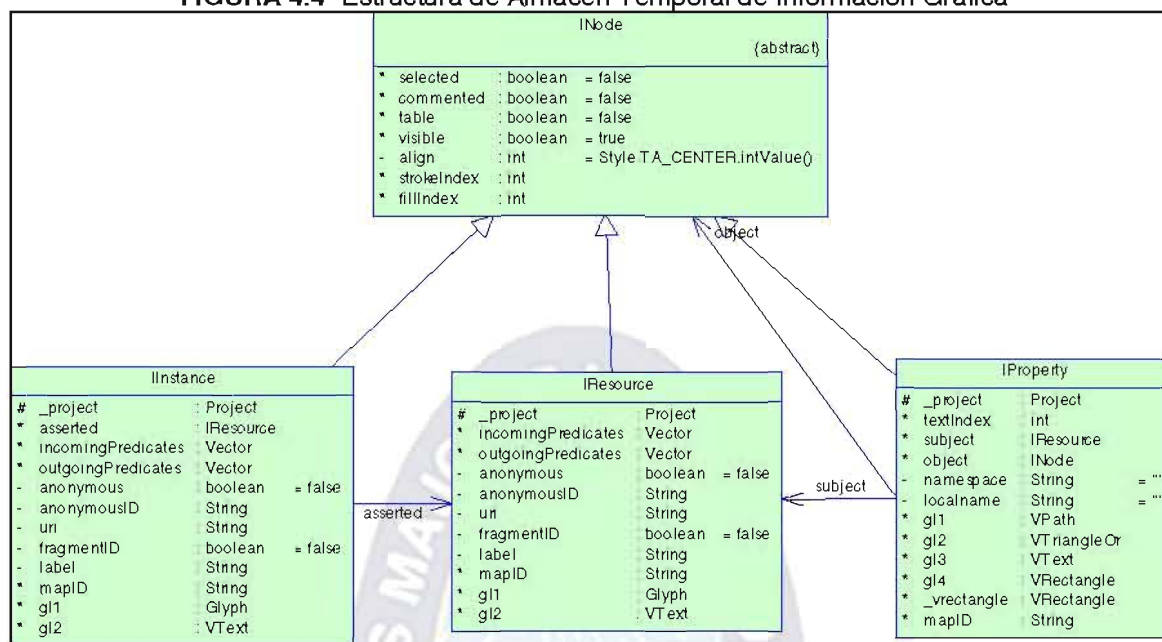 FIGURA 4.4 Estructura de Almacén Temporal de Información Gráfica
INode
{abstract}
* selected : boolean = false
* commented : boolean = false
* table : boolean = false
* visible : boolean = true
- align : int = Style.TA_CENTER.intValue()
* strokeIndex : int
* fillIndex : int
object
IInstance
# _project : Project
* asserted : IResource
* incomingPredicates : Vector
* outgoingPredicates : Vector
- anonymous : boolean = false
- anonymousID : String
- uri : String
- fragmentID : boolean = false
- label : String
* mapID : String
* gl1 : Glyph
* gl2 : VText
asserted
IResource
# _project : Project
* incomingPredicates : Vector
* outgoingPredicates : Vector
- anonymous : boolean = false
- anonymousID : String
- uri : String
- fragmentID : boolean = false
- label : String
* mapID : String
* gl1 : Glyph
* gl2 : VText
subject
IProperty
# _project : Project
* textIndex : int
* subject : IResource
* object : INode
- namespace : String = ""
- localname : String = ""
* gl1 : VPath
* gl2 : VTriangleOr
* gl3 : VText
* gl4 : VRectangle
* _vrectangle : VRectangle
* mapID : String